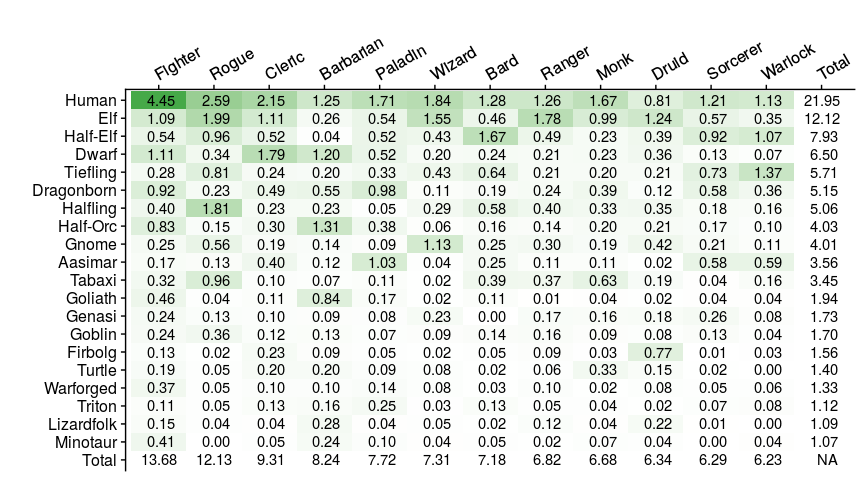 Fighter Rogue Cleric Barbarian Paladin Wizard Bard Ranger Monk Druid Sorcerer Warlock Total
Human 4.45 2.59 2.15 1.25 1.71 1.84 1.28 1.26 1.67 0.81 1.21 1.13 21.95
Elf 1.09 1.99 1.11 0.26 0.54 1.55 0.46 1.78 0.99 1.24 0.57 0.35 12.12
Half-Elf 0.54 0.96 0.52 0.04 0.52 0.43 1.67 0.49 0.23 0.39 0.92 1.07 7.93
Dwarf 1.11 0.34 1.79 1.20 0.52 0.20 0.24 0.21 0.23 0.36 0.13 0.07 6.50
Tiefling 0.28 0.81 0.24 0.20 0.33 0.43 0.64 0.21 0.20 0.21 0.73 1.37 5.71
Dragonborn 0.92 0.23 0.49 0.55 0.98 0.11 0.19 0.24 0.39 0.12 0.58 0.36 5.15
Halfling 0.40 1.81 0.23 0.23 0.05 0.29 0.58 0.40 0.33 0.35 0.18 0.16 5.06
Half-Orc 0.83 0.15 0.30 1.31 0.38 0.06 0.16 0.14 0.20 0.21 0.17 0.10 4.03
Gnome 0.25 0.56 0.19 0.14 0.09 1.13 0.25 0.30 0.19 0.42 0.21 0.11 4.01
Aasimar 0.17 0.13 0.40 0.12 1.03 0.04 0.25 0.11 0.11 0.02 0.58 0.59 3.56
Tabaxi 0.32 0.96 0.10 0.07 0.11 0.02 0.39 0.37 0.63 0.19 0.04 0.16 3.45
Goliath 0.46 0.04 0.11 0.84 0.17 0.02 0.11 0.01 0.04 0.02 0.02 0.04 1.94
Genasi 0.24 0.13 0.10 0.09 0.08 0.23 0.00 0.17 0.16 0.18 0.26 0.08 1.73
Goblin 0.24 0.36 0.12 0.13 0.07 0.09 0.14 0.16 0.09 0.08 0.13 0.04 1.70
Firbolg 0.13 0.02 0.23 0.09 0.05 0.02 0.05 0.09 0.03 0.77 0.01 0.03 1.56
Turtle 0.19 0.05 0.20 0.20 0.09 0.08 0.02 0.06 0.33 0.15 0.02 0.00 1.40
Warforged 0.37 0.05 0.10 0.10 0.14 0.08 0.03 0.10 0.02 0.08 0.05 0.06 1.33
Triton 0.11 0.05 0.13 0.16 0.25 0.03 0.13 0.05 0.04 0.02 0.07 0.08 1.12
Lizardfolk 0.15 0.04 0.04 0.28 0.04 0.05 0.02 0.12 0.04 0.22 0.01 0.00 1.09
Minotaur 0.41 0.00 0.05 0.24 0.10 0.04 0.05 0.02 0.07 0.04 0.00 0.04 1.07
Total 13.68 12.13 9.31 8.24 7.72 7.31 7.18 6.82 6.68 6.34 6.29 6.23 NA